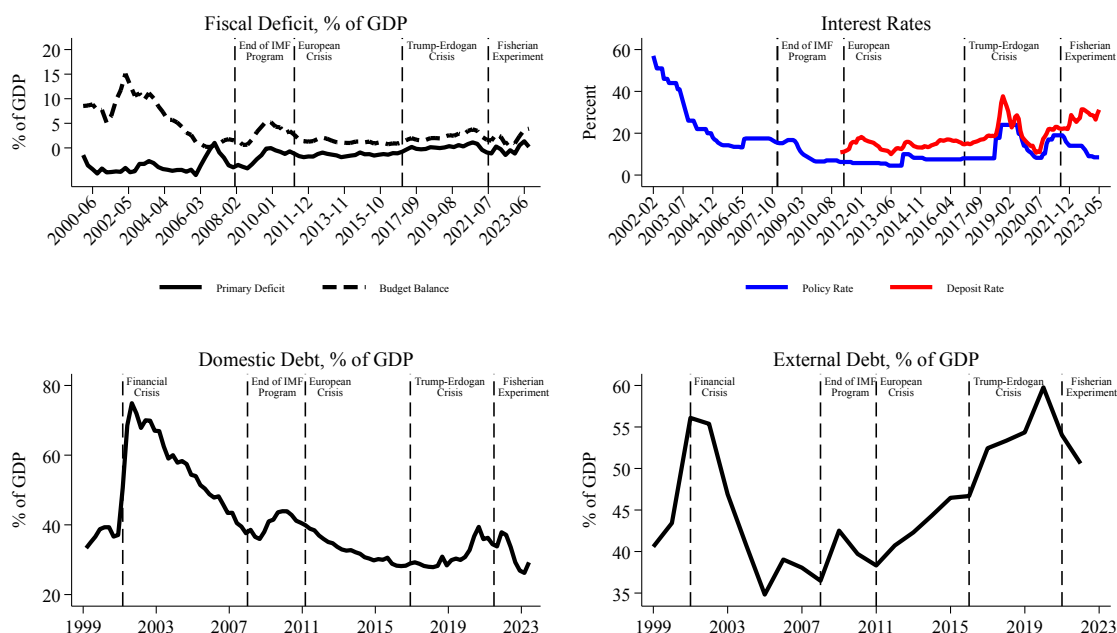 Fiscal Deficit, % of GDP
% of GDP
20
15
10
5
0
End of IMF
Program
European
Crisis
Trump-Erdogan
Crisis
Fisherian
Experiment
2000-06
2002-05
2004-04
2006-03
2008-02
2010-01
2011-12
2013-11
2015-10
2017-09
2019-08
2021-07
2023-06
Primary Deficit
Budget Balance
Interest Rates
Percent
60
40
20
0
End of IMF
Program
European
Crisis
Trump-Erdogan
Crisis
Fisherian
Experiment
2002-02
2003-07
2004-12
2006-05
2007-10
2009-03
2010-08
2012-01
2013-06
2014-11
2016-04
2017-09
2019-02
2020-07
2021-12
2023-05
Policy Rate
Deposit Rate
Domestic Debt, % of GDP
% of GDP
80
60
40
20
Financial
Crisis
End of IMF
Program
European
Crisis
Trump-Erdogan
Crisis
Fisherian
Experiment
1999
2003
2007
2011
2015
2019
2023
External Debt, % of GDP
% of GDP
60
55
50
45
40
35
Financial
Crisis
End of IMF
Program
European
Crisis
Trump-Erdogan
Crisis
Fisherian
Experiment
1999
2003
2007
2011
2015
2019
2023